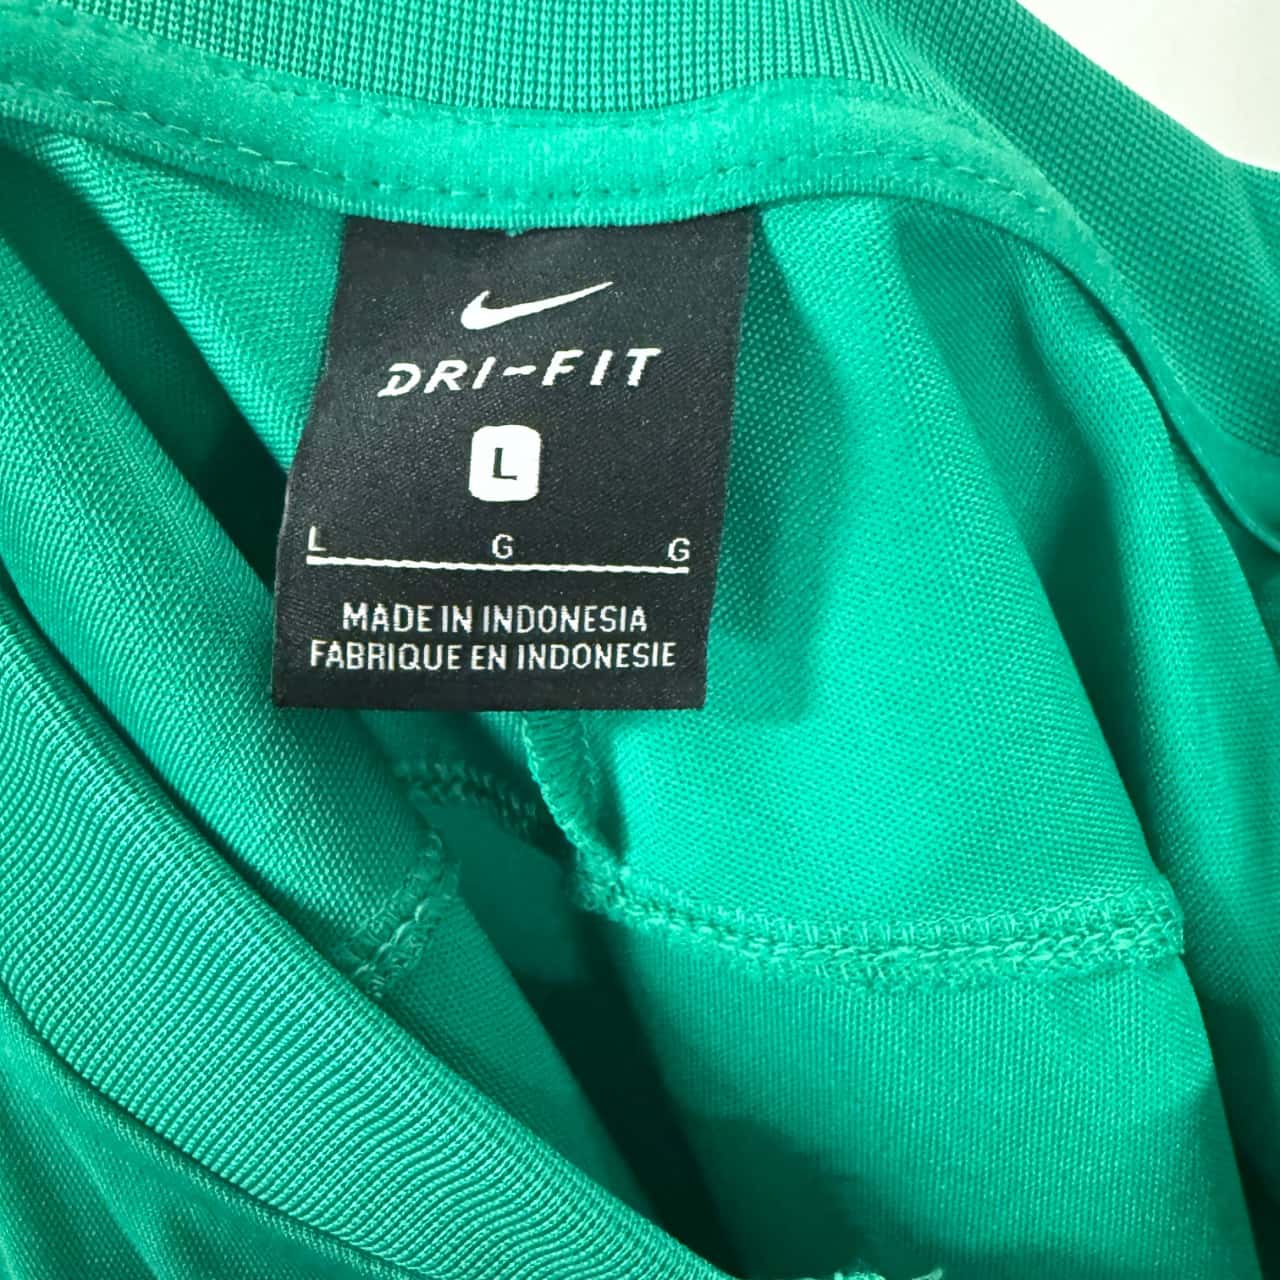 DRI-FIT
L
L G G
MADE IN INDONESIA
FABRIQUE EN INDONESIE